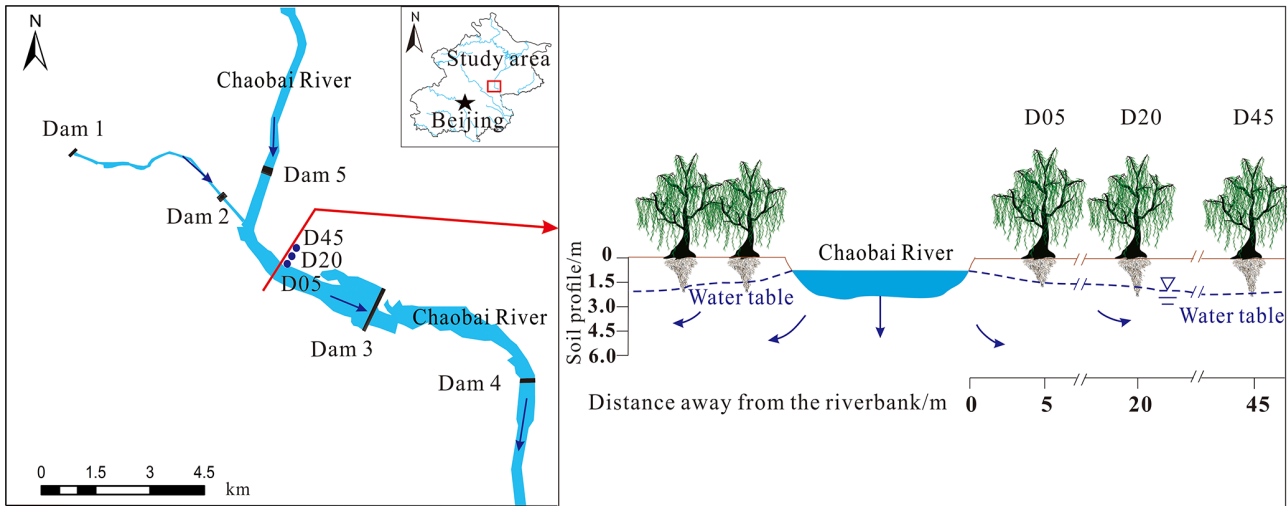 N
Chaobai River
Dam 1
Dam 5
Dam 2
D45
D20
D05
Chaobai River
Dam 3
Dam 4
0 1.5 3 4.5
km
N
Study area
Beijing
D05 D20 D45
Chaobai River
Soil profile/m
0
1.5
3.0
4.5
6.0
Water table
Water table
Distance away from the riverbank/m
0 5 20 45